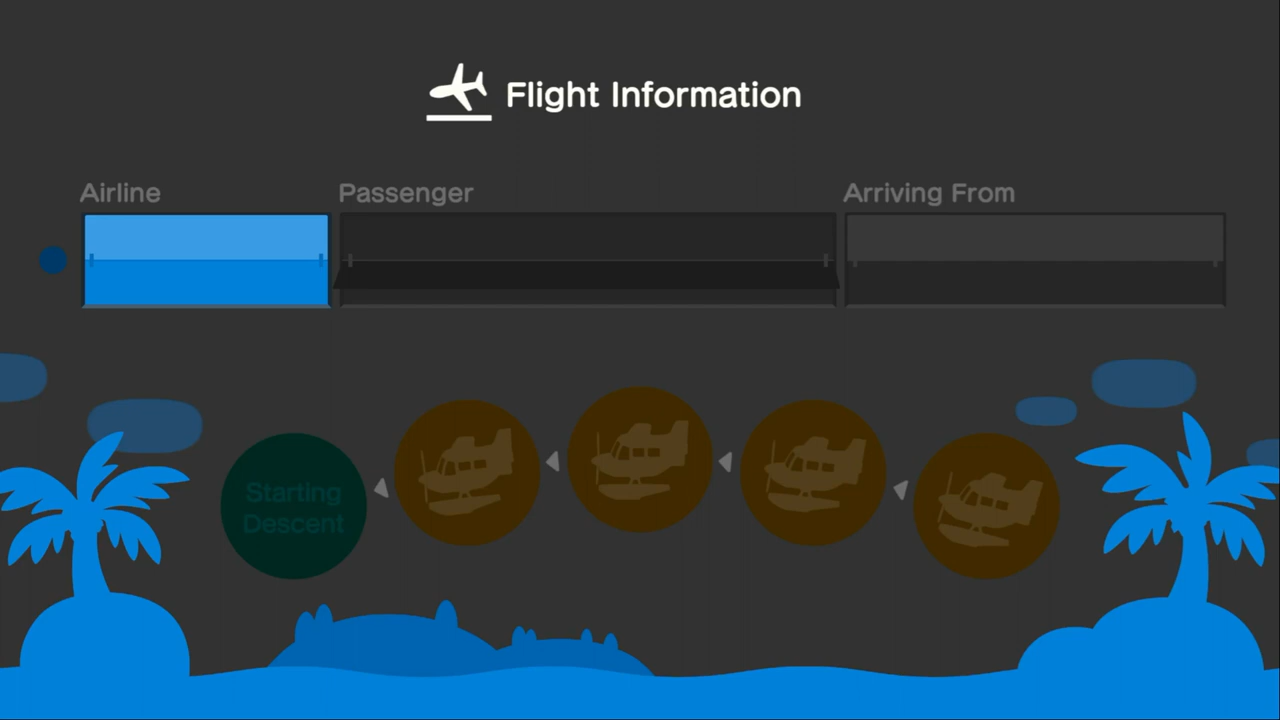 Flight Information
Airline
Passenger
Arriving From
Starting
Descent